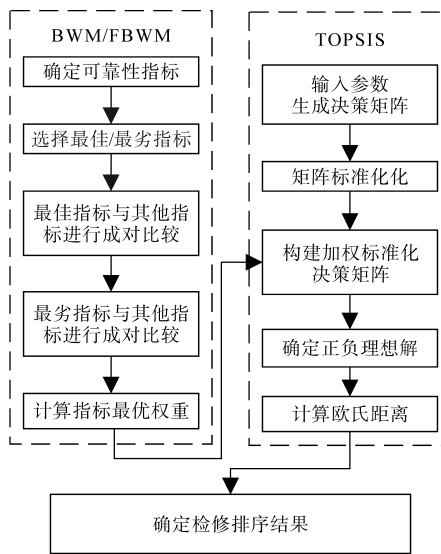 BWM/FBWM
确定可靠性指标
选择最佳/最劣指标
最佳指标与其他指
标进行成对比较
最劣指标与其他指
标进行成对比较
计算指标最优权重
TOPSIS
输入参数
生成决策矩阵
矩阵标准化化
构建加权标准化
决策矩阵
确定正负理想解
计算欧氏距离
确定检修排序结果